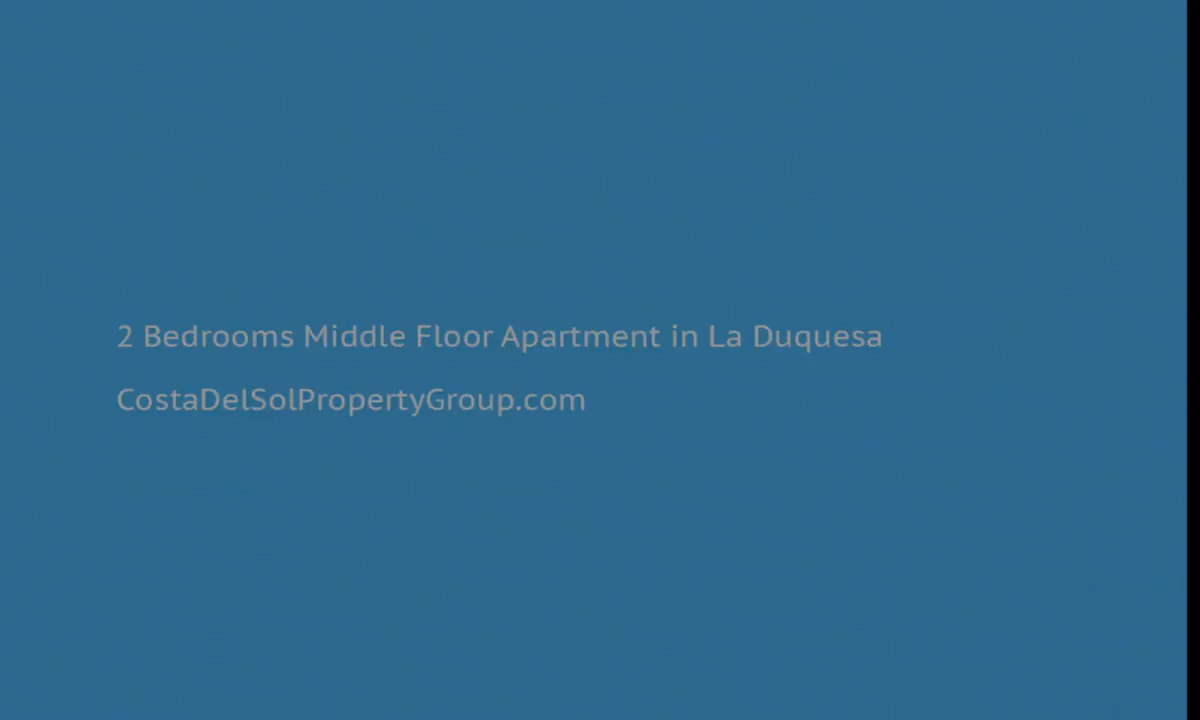 2 Bedrooms Middle Floor Apartment in La Duquesa
CostaDelSolPropertyGroup.com